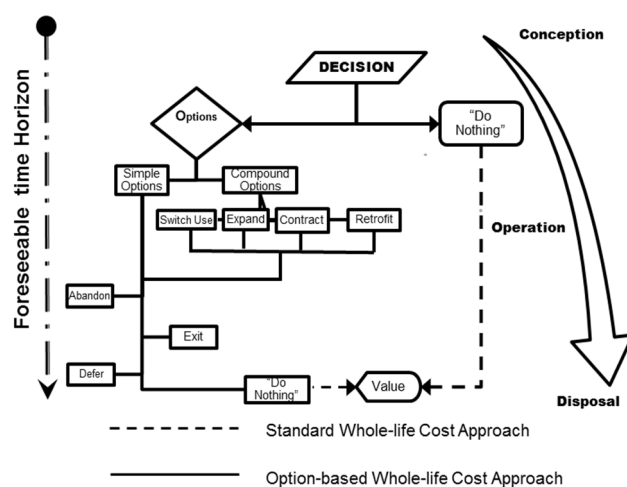 Conception
DECISION
Options
"Do
Nothing"
Simple
Options
Compound
Options
Switch Use
Expand
Contract
Retrofit
Operation
Foreseeable time Horizon
Abandon
Exit
Defer
"Do
Nothing"
Value
Disposal
Standard Whole-life Cost Approach
Option-based Whole-life Cost Approach